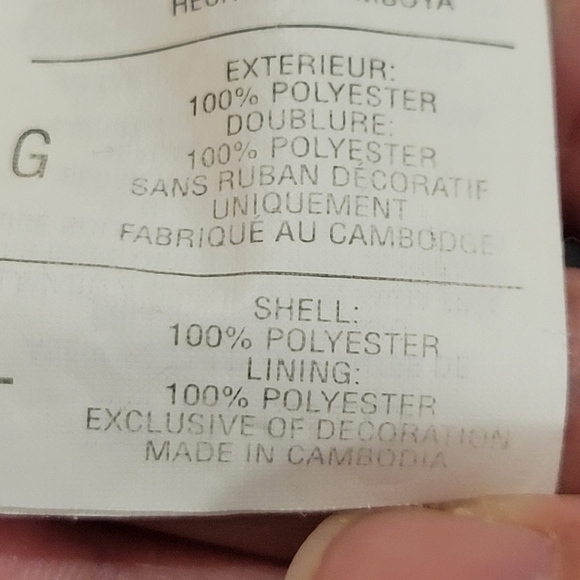 EXTERIEUR:
100% POLYESTER
DOUBLURE:
G
100% POLYESTER
SANS RUBAN DÉCORATIF
UNIQUEMENT
FABRIQUÉ AU CAMBODGE
SHELL:
100% POLYESTER
LINING:
100% POLYESTER
EXCLUSIVE OF DECORATION
MADE IN CAMBODIA